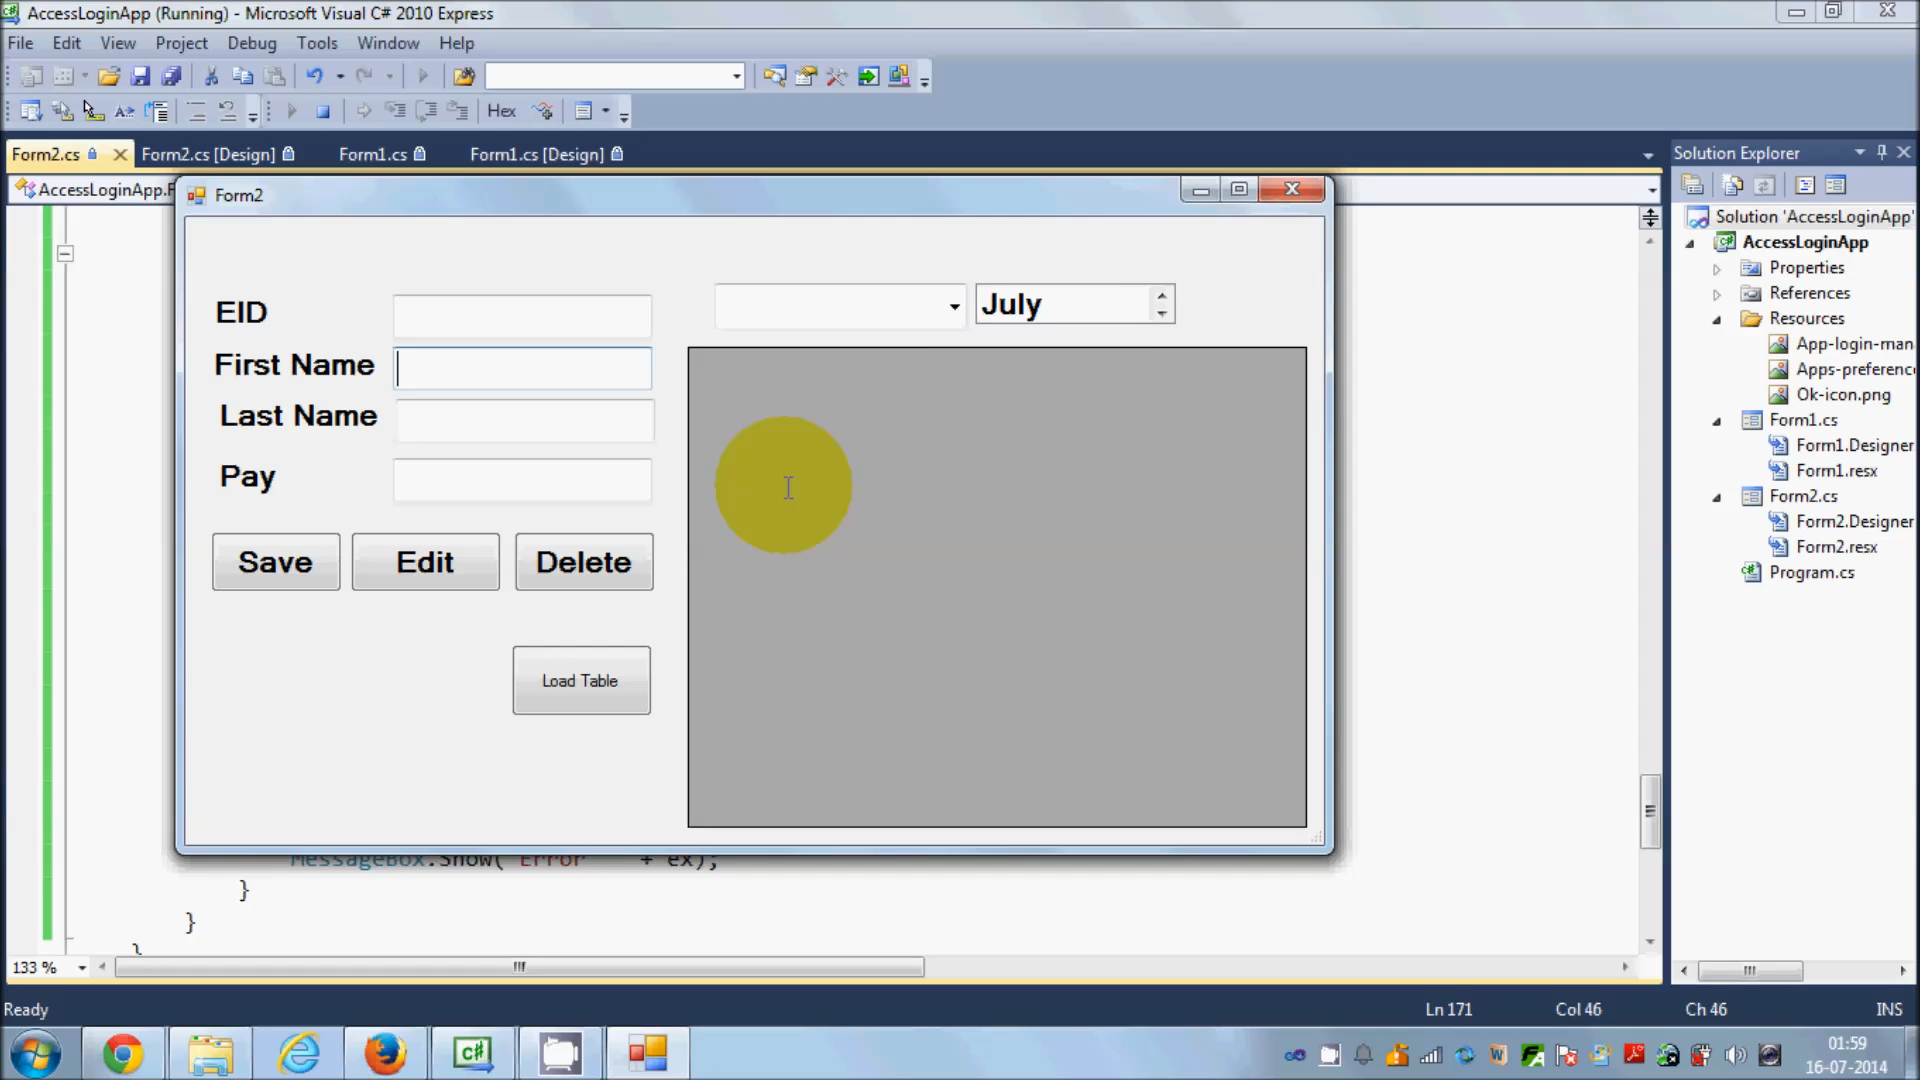 AccessLoginApp (Running) - Microsoft Visual C# 2010 Express
File Edit View Project Debug Tools Window Help
Hex
Form2.cs Form2.cs [Design] Form1.cs Form1.cs [Design]
Solution Explorer
AccessLoginApp.F
Form2
Solution 'AccessLoginApp'
AccessLoginApp
Properties
References
Resources
App-login-man
Apps-preference
Ok-icon.png
Form1.cs
Form1.Designer
Form1.resx
Form2.cs
Form2.Designer
Form2.resx
Program.cs
EID
July
First Name
Last Name
Pay
Save Edit Delete
Load Table
MessageBox.Show("Error" + ex);
}
}
}
133 %
Ready Ln 171 Col 46 Ch 46 INS
01:59
16-07-2014